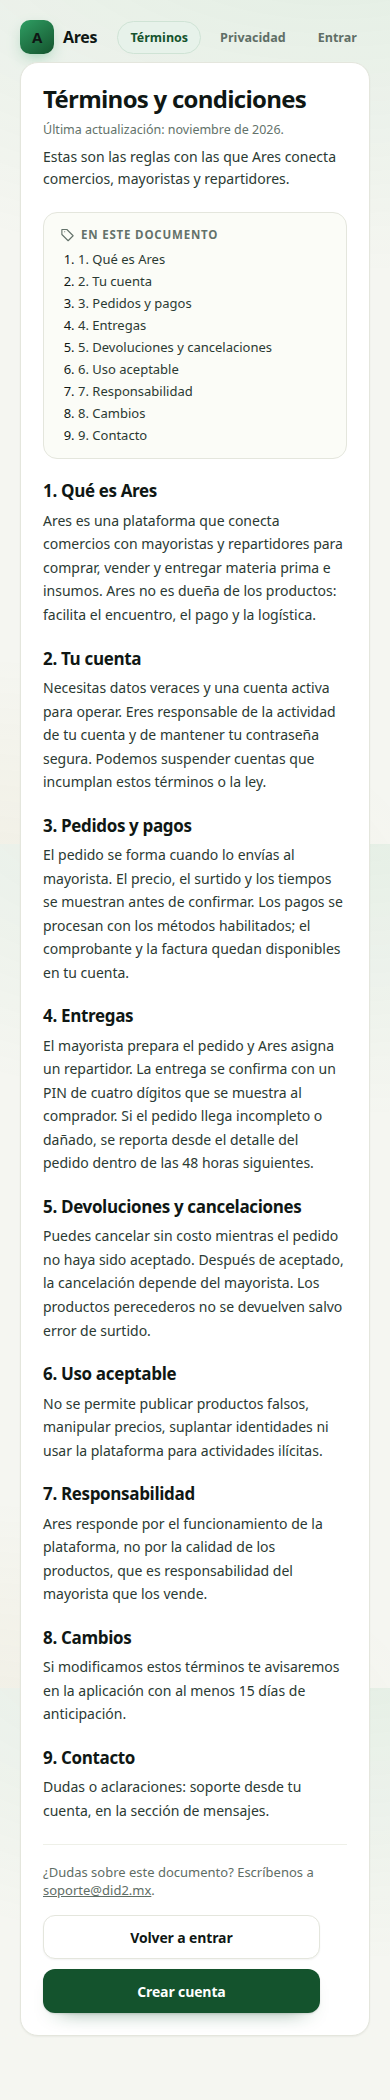 A Ares Términos Privacidad Entrar
Términos y condiciones
Última actualización: noviembre de 2026.
Estas son las reglas con las que Ares conecta
comercios, mayoristas y repartidores.
EN ESTE DOCUMENTO
1. 1. Qué es Ares
2. 2. Tu cuenta
3. 3. Pedidos y pagos
4. 4. Entregas
5. 5. Devoluciones y cancelaciones
6. 6. Uso aceptable
7. 7. Responsabilidad
8. 8. Cambios
9. 9. Contacto
1. Qué es Ares
Ares es una plataforma que conecta
comercios con mayoristas y repartidores para
comprar, vender y entregar materia prima e
insumos. Ares no es dueña de los productos:
facilita el encuentro, el pago y la logística.
2. Tu cuenta
Necesitas datos veraces y una cuenta activa
para operar. Eres responsable de la actividad
de tu cuenta y de mantener tu contraseña
segura. Podemos suspender cuentas que
incumplan estos términos o la ley.
3. Pedidos y pagos
El pedido se forma cuando lo envías al
mayorista. El precio, el surtido y los tiempos
se muestran antes de confirmar. Los pagos se
procesan con los métodos habilitados; el
comprobante y la factura quedan disponibles
en tu cuenta.
4. Entregas
El mayorista prepara el pedido y Ares asigna
un repartidor. La entrega se confirma con un
PIN de cuatro dígitos que se muestra al
comprador. Si el pedido llega incompleto o
dañado, se reporta desde el detalle del
pedido dentro de las 48 horas siguientes.
5. Devoluciones y cancelaciones
Puedes cancelar sin costo mientras el pedido
no haya sido aceptado. Después de aceptado,
la cancelación depende del mayorista. Los
productos perecederos no se devuelven salvo
error de surtido.
6. Uso aceptable
No se permite publicar productos falsos,
manipular precios, suplantar identidades ni
usar la plataforma para actividades ilícitas.
7. Responsabilidad
Ares responde por el funcionamiento de la
plataforma, no por la calidad de los
productos, que es responsabilidad del
mayorista que los vende.
8. Cambios
Si modificamos estos términos te avisaremos
en la aplicación con al menos 15 días de
anticipación.
9. Contacto
Dudas o aclaraciones: soporte desde tu
cuenta, en la sección de mensajes.
¿Dudas sobre este documento? Escríbenos a
soporte@did2.mx.
Volver a entrar
Crear cuenta